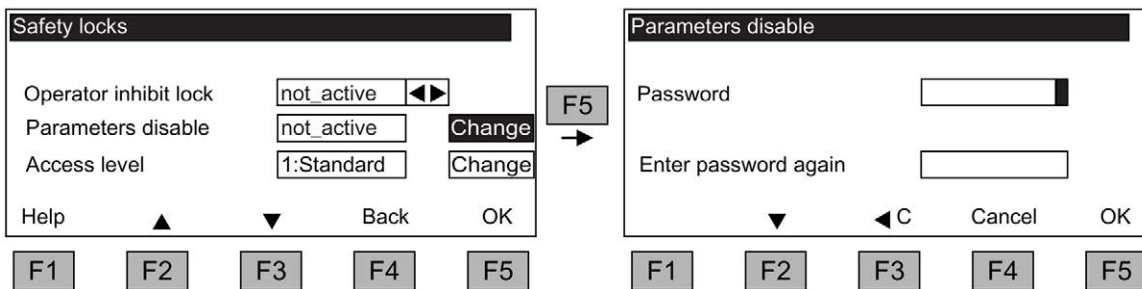 Safety locks
Operator inhibit lock not_active ◀▶
Parameters disable not_active Change
Access level 1:Standard Change
Help ▲ ▼ Back OK
F1 F2 F3 F4 F5
F5
Parameters disable
Password
Enter password again
▼ ◀ C Cancel OK
F1 F2 F3 F4 F5